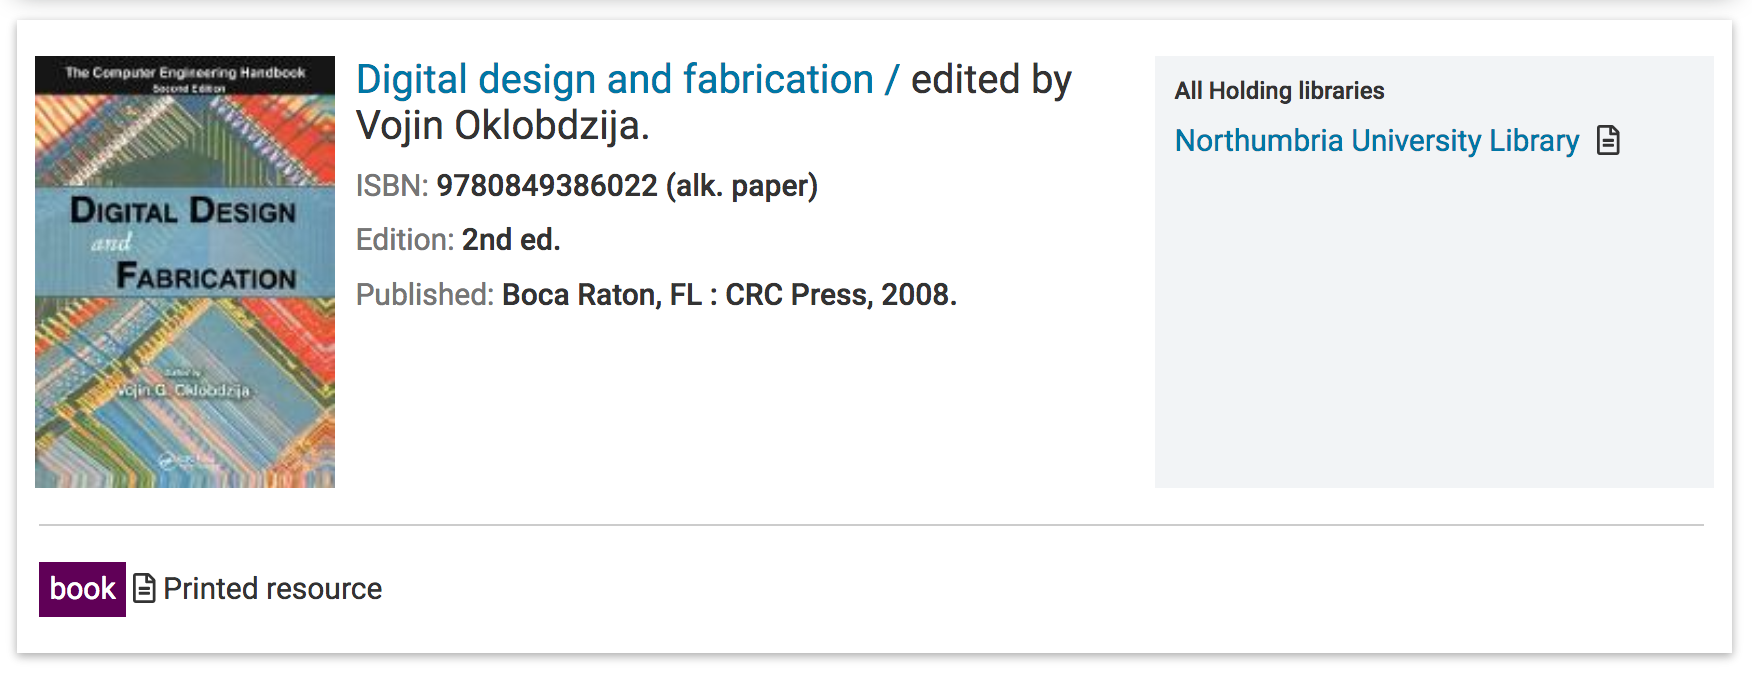 The Computer Engineering Handbook
Second Edition
DIGITAL DESIGN
and
FABRICATION
Edited by
Vojin G. Oklobdzija
Digital design and fabrication / edited by
Vojin Oklobdzija.
ISBN: 9780849386022 (alk. paper)
Edition: 2nd ed.
Published: Boca Raton, FL : CRC Press, 2008.
All Holding libraries
Northumbria University Library
book Printed resource